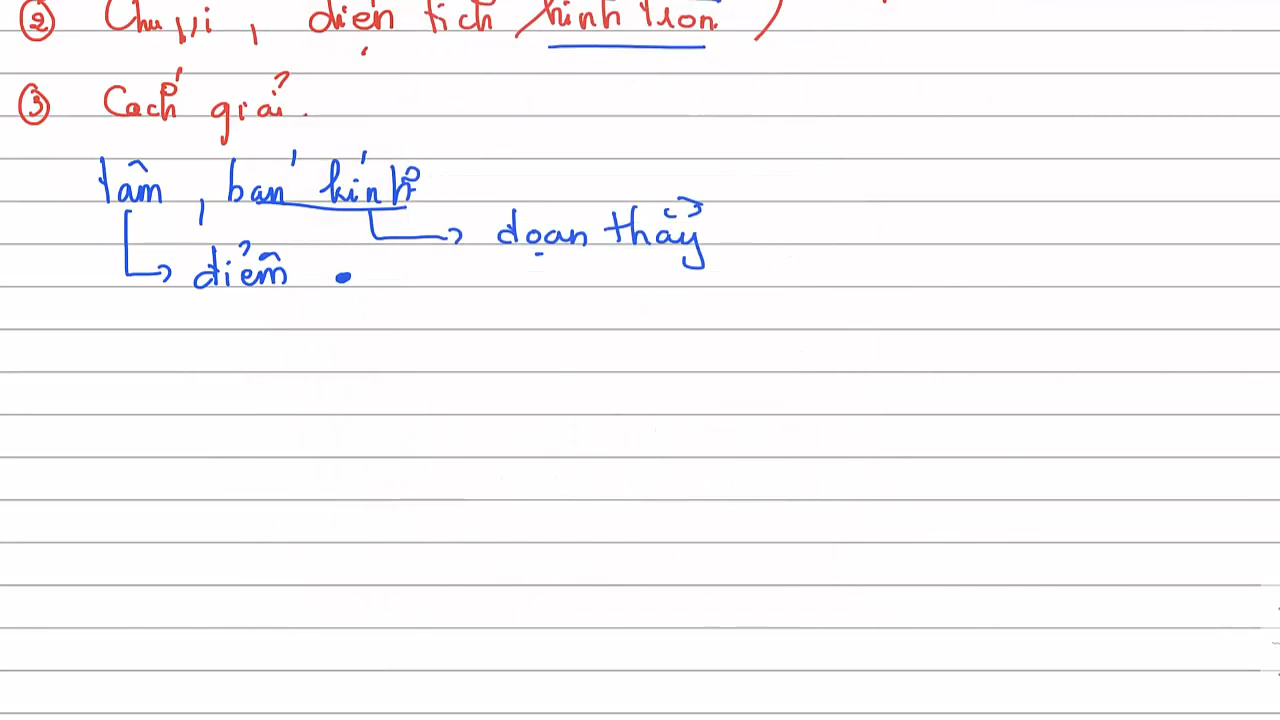 ② Chu vi, diện tích hình tròn )
③ Cách giải.
tâm, bán kính
→ đoạn thẳng
→ điểm •